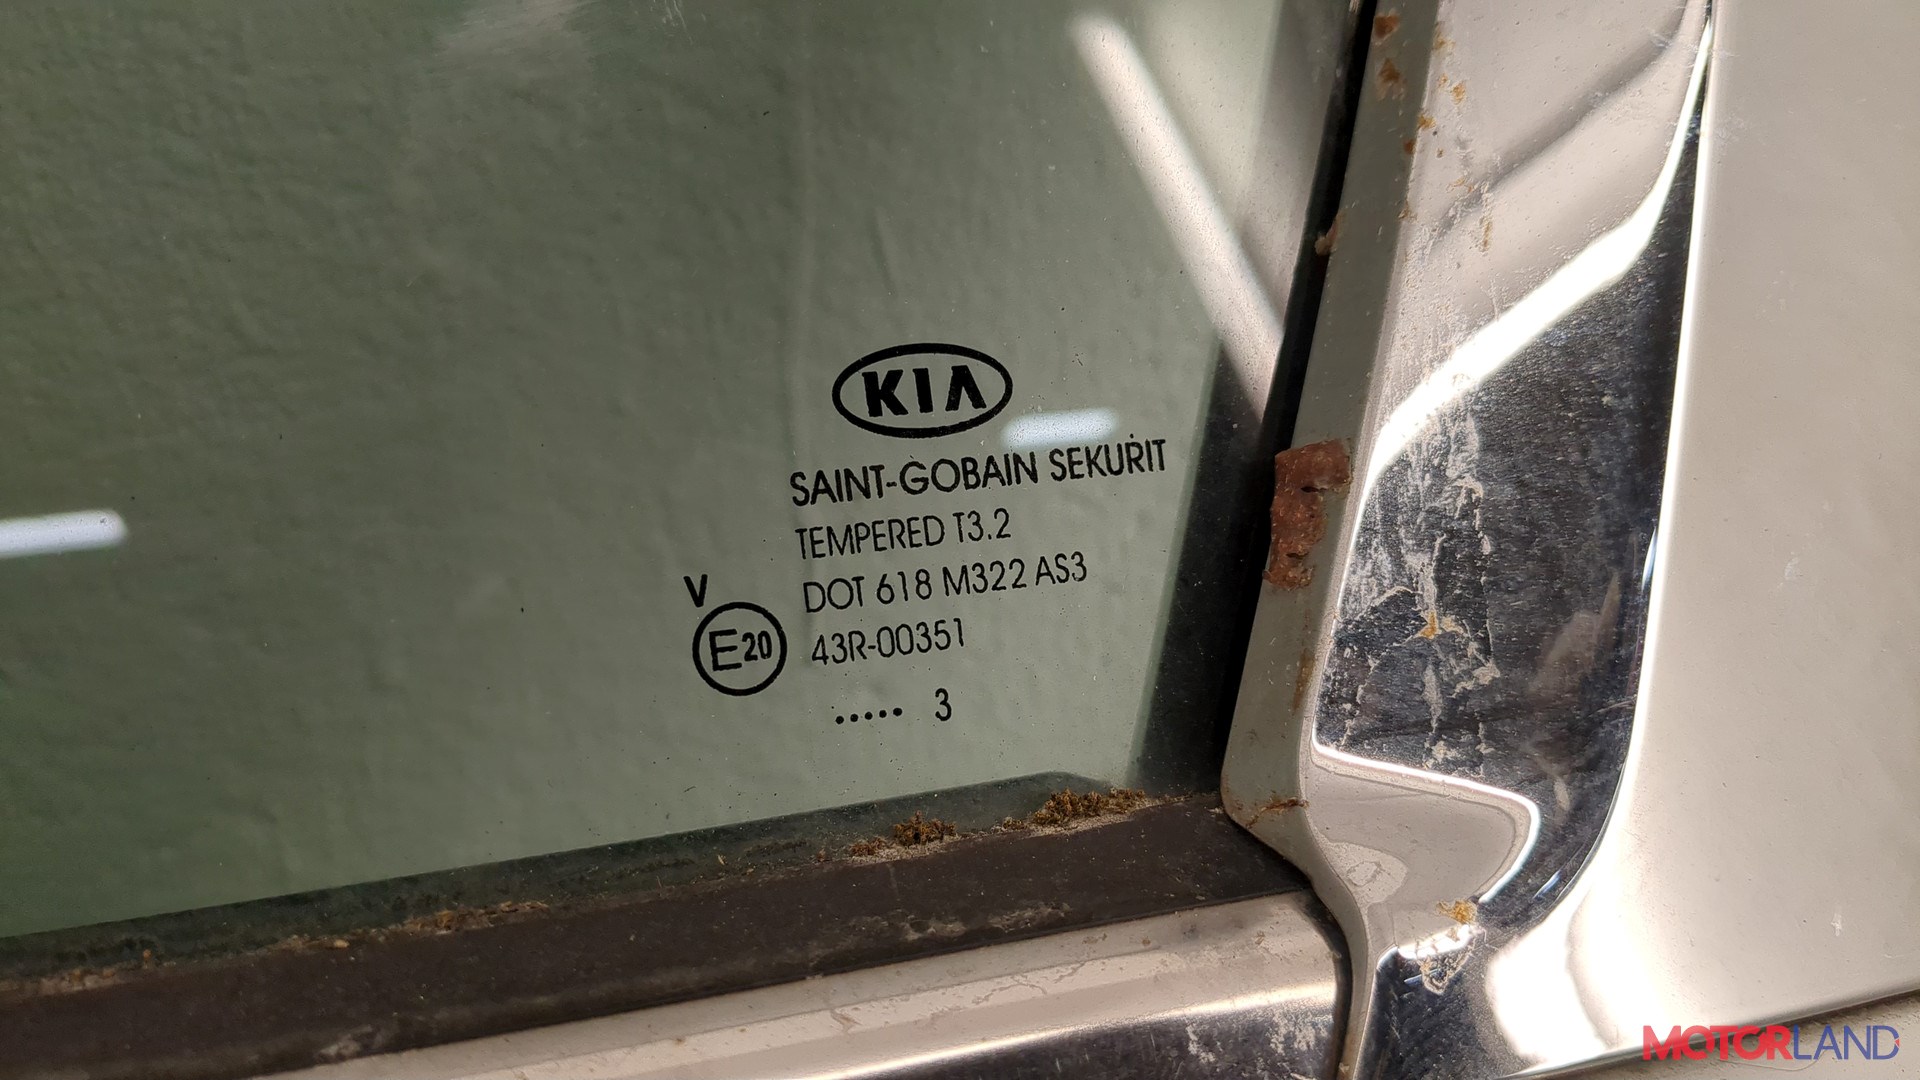 KIA
SAINT-GOBAIN SEKURIT
TEMPERED T3.2
DOT 618 M322 AS3
V
E20 43R-00351
..... 3
MOTORLAND